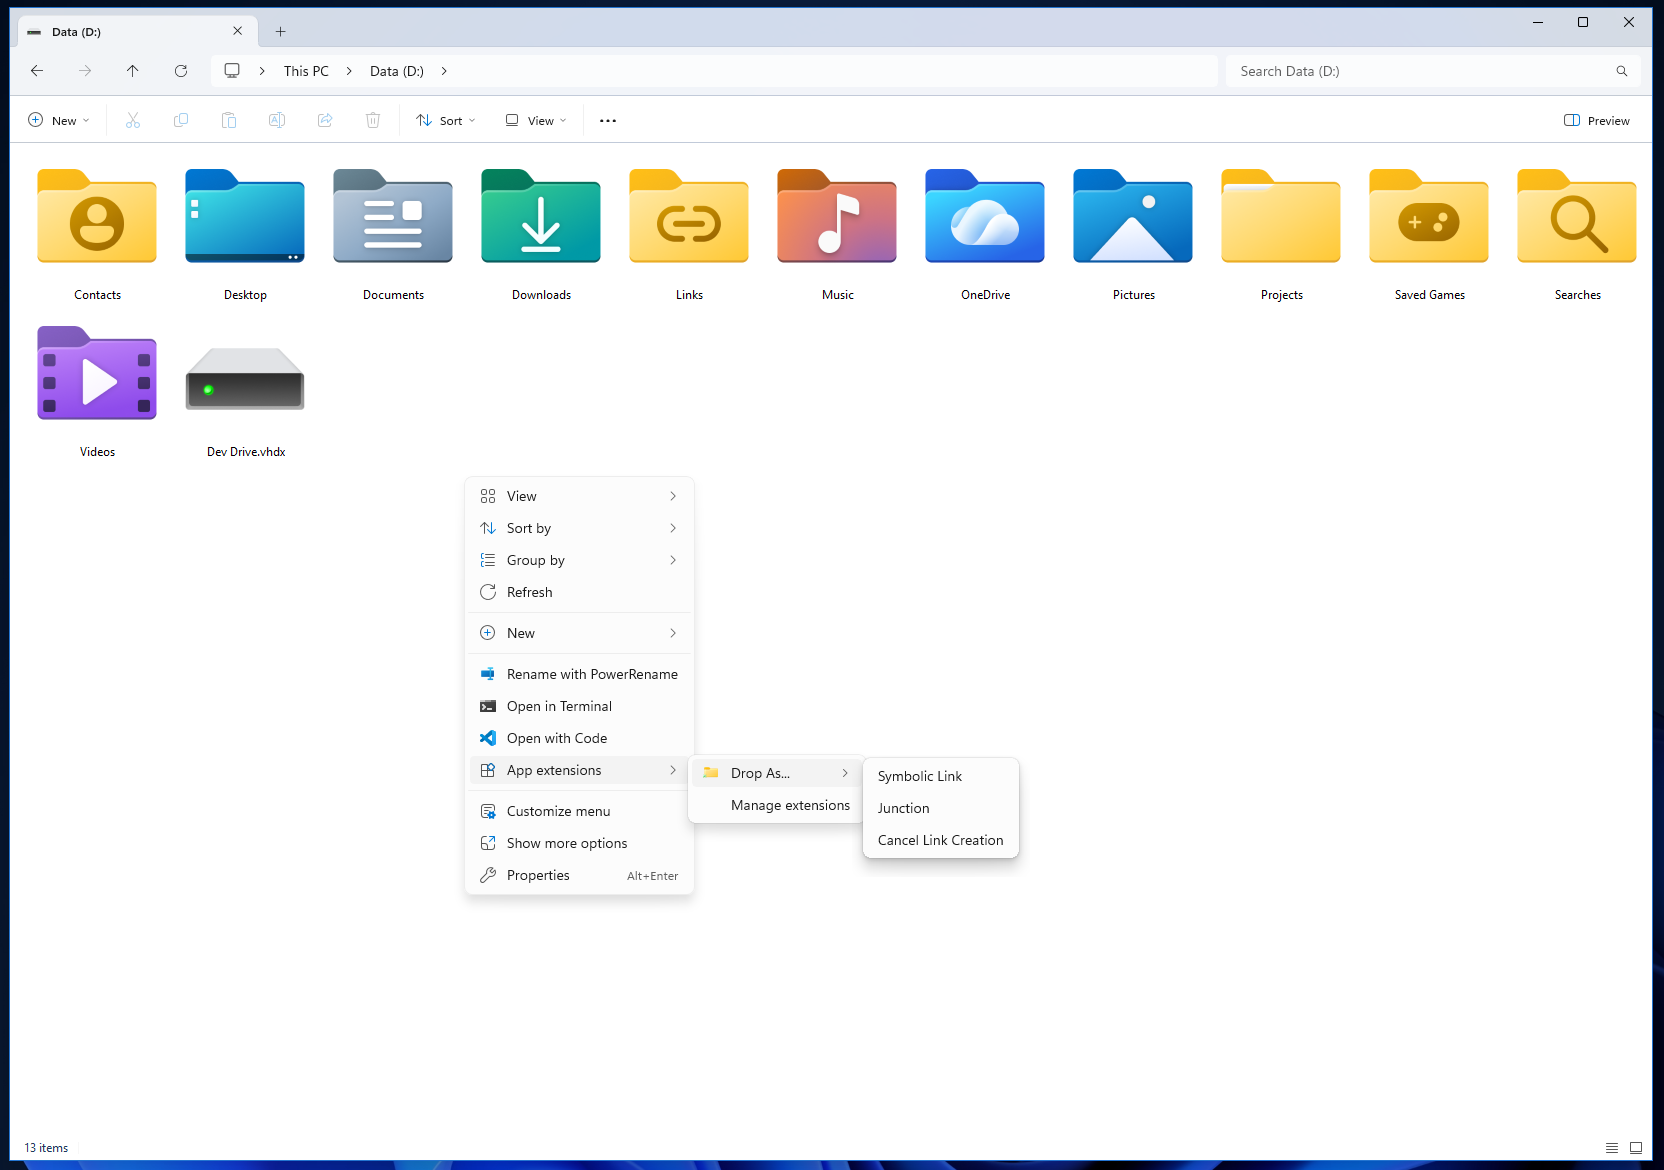 Data (D:)
This PC
Data (D:)
Search Data (D:)
New
Sort
View
Preview
Contacts
Desktop
Documents
Downloads
Links
Music
OneDrive
Pictures
Projects
Saved Games
Searches
Videos
Dev Drive.vhdx
View
Sort by
Group by
Refresh
New
Rename with PowerRename
Open in Terminal
Open with Code
App extensions
Customize menu
Show more options
Properties Alt+Enter
Drop As...
Manage extensions
Symbolic Link
Junction
Cancel Link Creation
13 items